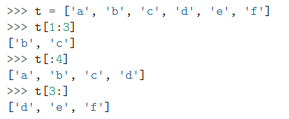 >>> t = ['a', 'b', 'c', 'd', 'e', 'f']
>>> t[1:3]
['b', 'c']
>>> t[:4]
['a', 'b', 'c', 'd']
>>> t[3:]
['d', 'e', 'f']